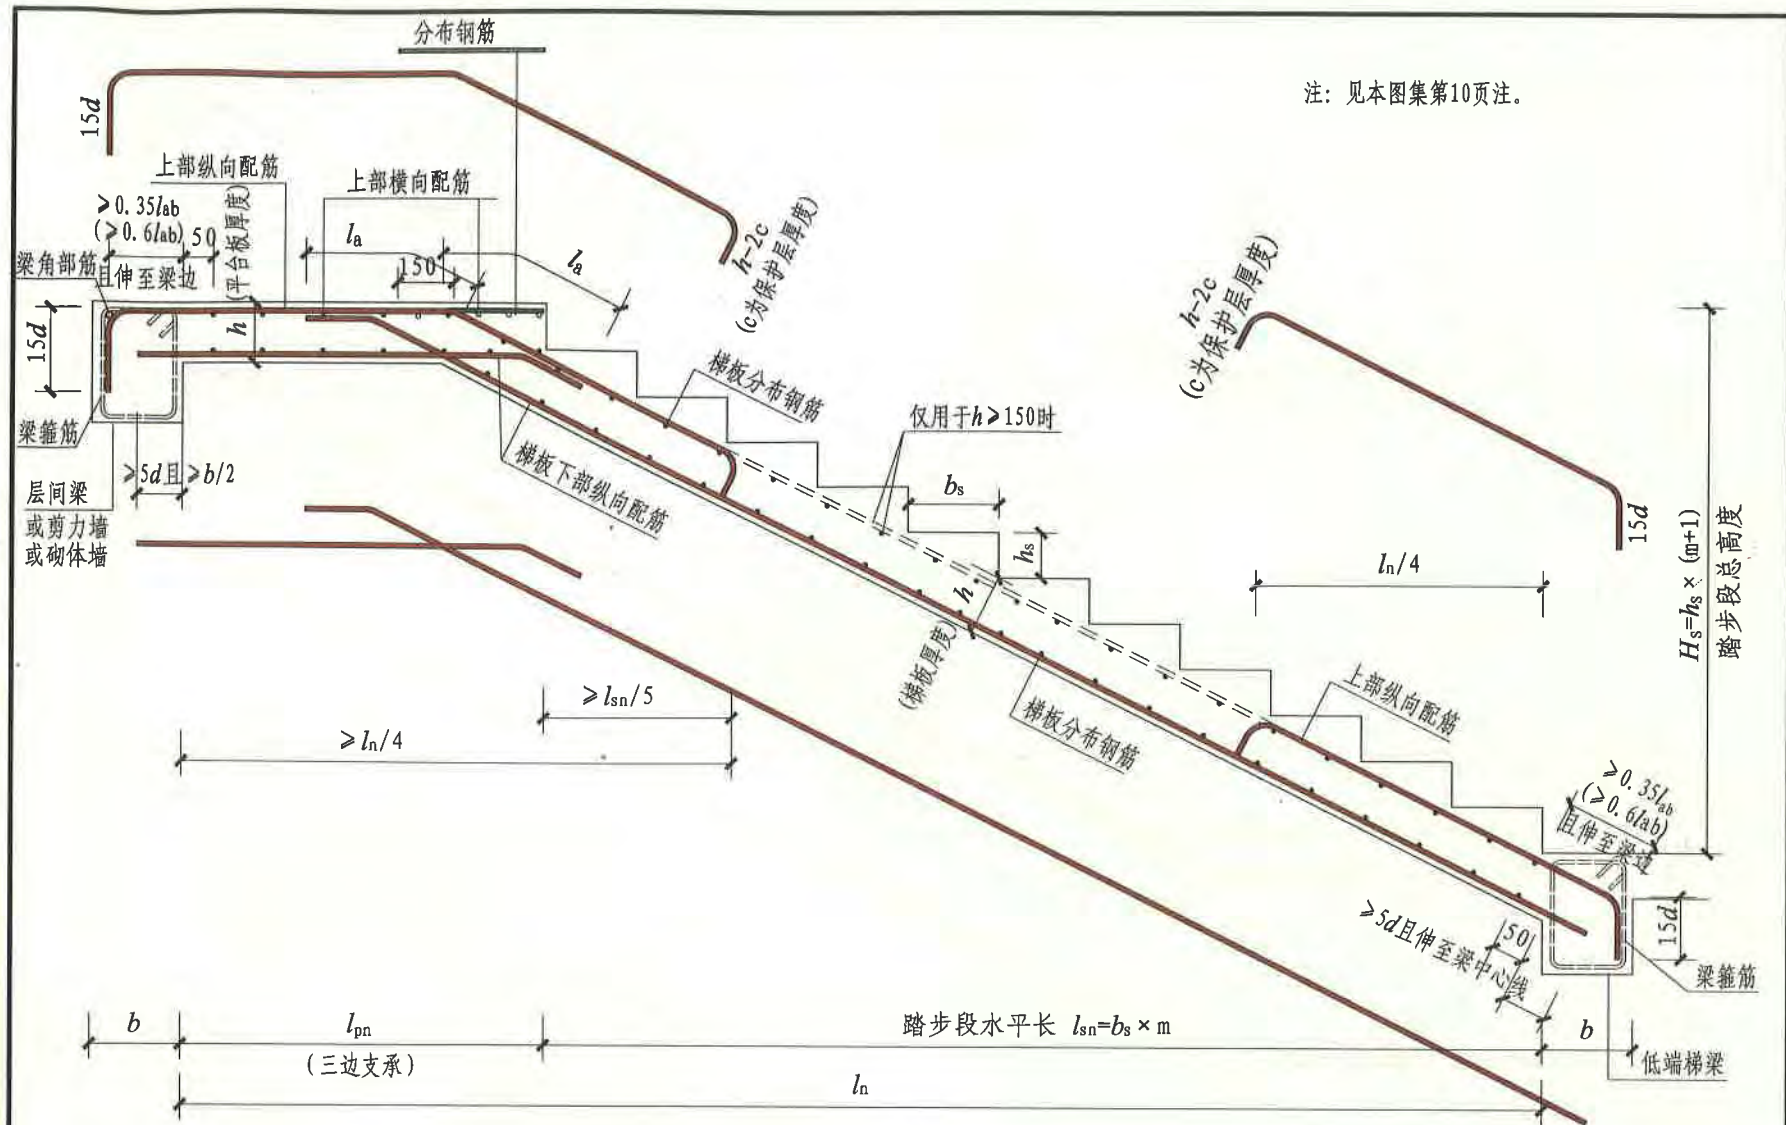 分布钢筋
注：见本图集第10页注。
15d
上部纵向配筋
上部横向配筋
≥0.35lab
(≥0.6lab)
50
梁角部筋
且伸至梁边
h
(平台板厚度)
la
150
la
h-2c
(c为保护层厚度)
h-2c
(c为保护层厚度)
15d
梁箍筋
≥5d且≥b/2
层间梁
或剪力墙
或砌体墙
梯板分布钢筋
仅用于h≥150时
梯板下部纵向配筋
bs
hs
h
(梯板厚度)
ln/4
15d
Hs=hs×(m+1)
踏步段总高度
≥lsn/5
≥ln/4
梯板分布钢筋
上部纵向配筋
≥0.35lab
(≥0.6lab)
且伸至梁边
≥5d且伸至梁中心线
50
15d
梁箍筋
b
lpn
(三边支承)
踏步段水平长 lsn=bs×m
b
低端梯梁
ln